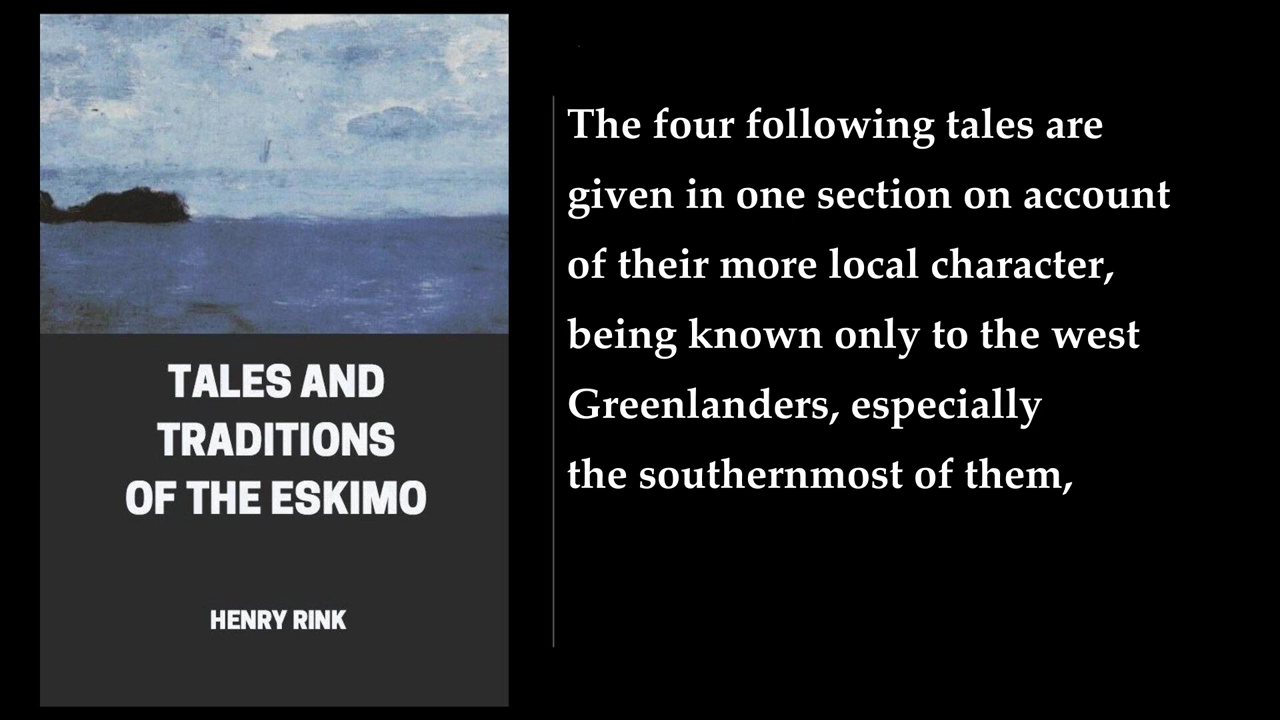 TALES AND
TRADITIONS
OF THE ESKIMO
HENRY RINK
The four following tales are
given in one section on account
of their more local character,
being known only to the west
Greenlanders, especially
the southernmost of them,